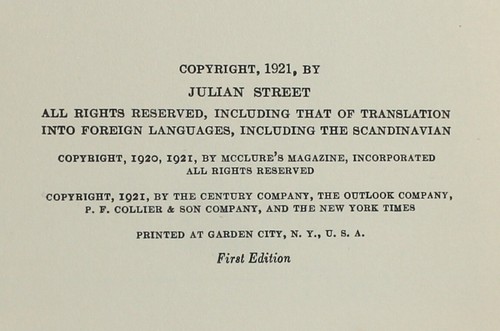 COPYRIGHT, 1921, BY
JULIAN STREET
ALL RIGHTS RESERVED, INCLUDING THAT OF TRANSLATION
INTO FOREIGN LANGUAGES, INCLUDING THE SCANDINAVIAN
COPYRIGHT, 1920, 1921, BY MCCLURE'S MAGAZINE, INCORPORATED
ALL RIGHTS RESERVED
COPYRIGHT, 1921, BY THE CENTURY COMPANY, THE OUTLOOK COMPANY,
P. F. COLLIER & SON COMPANY, AND THE NEW YORK TIMES
PRINTED AT GARDEN CITY, N. Y., U. S. A.
First Edition